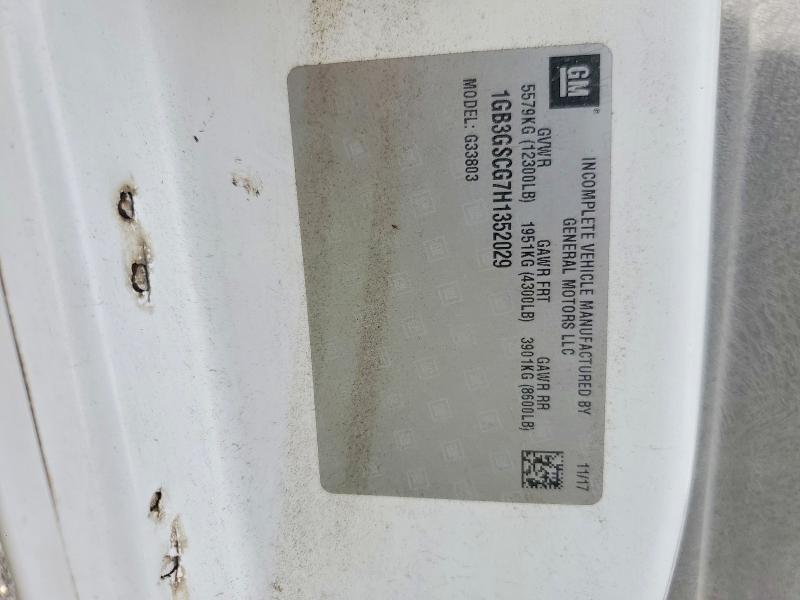 GM
INCOMPLETE VEHICLE MANUFACTURED BY
GENERAL MOTORS LLC
11/17
GVWR GAWR FRT GAWR RR
5579KG (12300LB) 1951KG (4300LB) 3901KG (8600LB)
1GB3GSCG7H1352029
MODEL: G33803